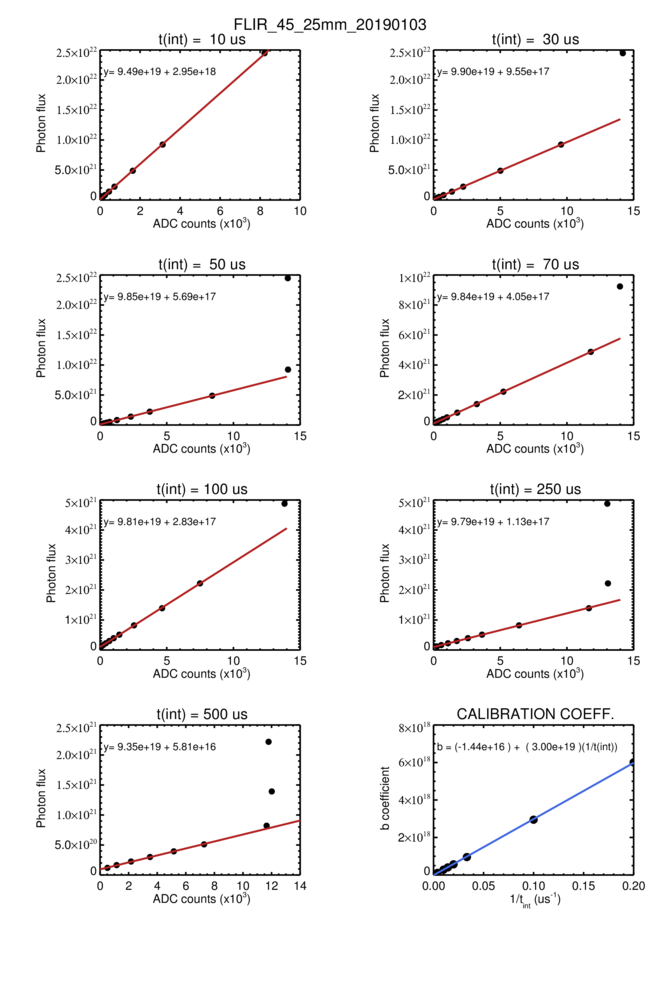 FLIR_45_25mm_20190103
t(int) = 10 us
y= 9.49e+19 + 2.95e+18
Photon flux
2.5×10²²
2.0×10²²
1.5×10²²
1.0×10²²
5.0×10²¹
0
0 2 4 6 8 10
ADC counts (x10³)
t(int) = 30 us
y= 9.90e+19 + 9.55e+17
Photon flux
2.5×10²²
2.0×10²²
1.5×10²²
1.0×10²²
5.0×10²¹
0
0 5 10 15
ADC counts (x10³)
t(int) = 50 us
y= 9.85e+19 + 5.69e+17
Photon flux
2.5×10²²
2.0×10²²
1.5×10²²
1.0×10²²
5.0×10²¹
0
0 5 10 15
ADC counts (x10³)
t(int) = 70 us
y= 9.84e+19 + 4.05e+17
Photon flux
1×10²²
8×10²¹
6×10²¹
4×10²¹
2×10²¹
0
0 5 10 15
ADC counts (x10³)
t(int) = 100 us
y= 9.81e+19 + 2.83e+17
Photon flux
5×10²¹
4×10²¹
3×10²¹
2×10²¹
1×10²¹
0
0 5 10 15
ADC counts (x10³)
t(int) = 250 us
y= 9.79e+19 + 1.13e+17
Photon flux
5×10²¹
4×10²¹
3×10²¹
2×10²¹
1×10²¹
0
0 5 10 15
ADC counts (x10³)
t(int) = 500 us
y= 9.35e+19 + 5.81e+16
Photon flux
2.5×10²¹
2.0×10²¹
1.5×10²¹
1.0×10²¹
5.0×10²⁰
0
0 2 4 6 8 10 12 14
ADC counts (x10³)
CALIBRATION COEFF.
b = (-1.44e+16 ) + ( 3.00e+19 )(1/t(int))
b coefficient
8×10¹⁸
6×10¹⁸
4×10¹⁸
2×10¹⁸
0
0.00 0.05 0.10 0.15 0.20
1/t_int (us⁻¹)